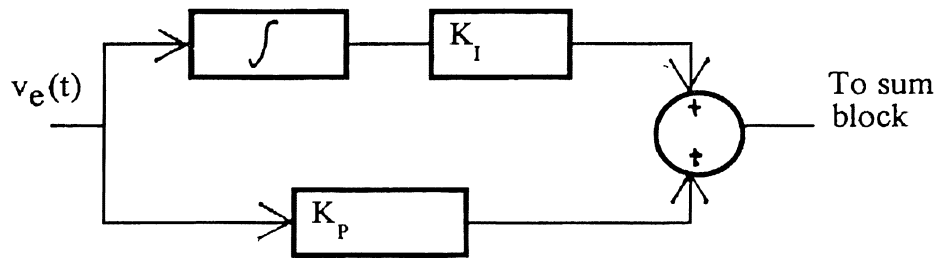 ∫
K_I
v_e(t)
+
+
To sum
block
K_P